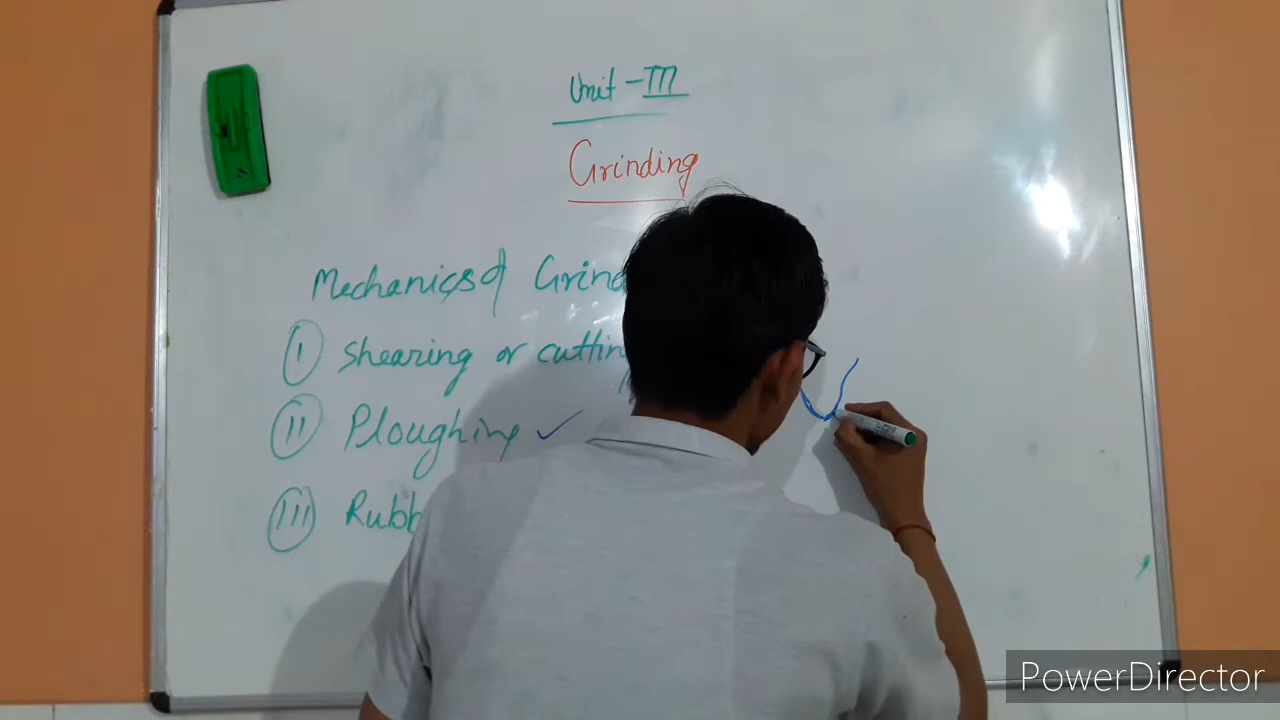 Unit - III
Grinding
Mechanics of Grind
I Shearing or cutting
II Ploughing ✓
III Rubb
PowerDirector